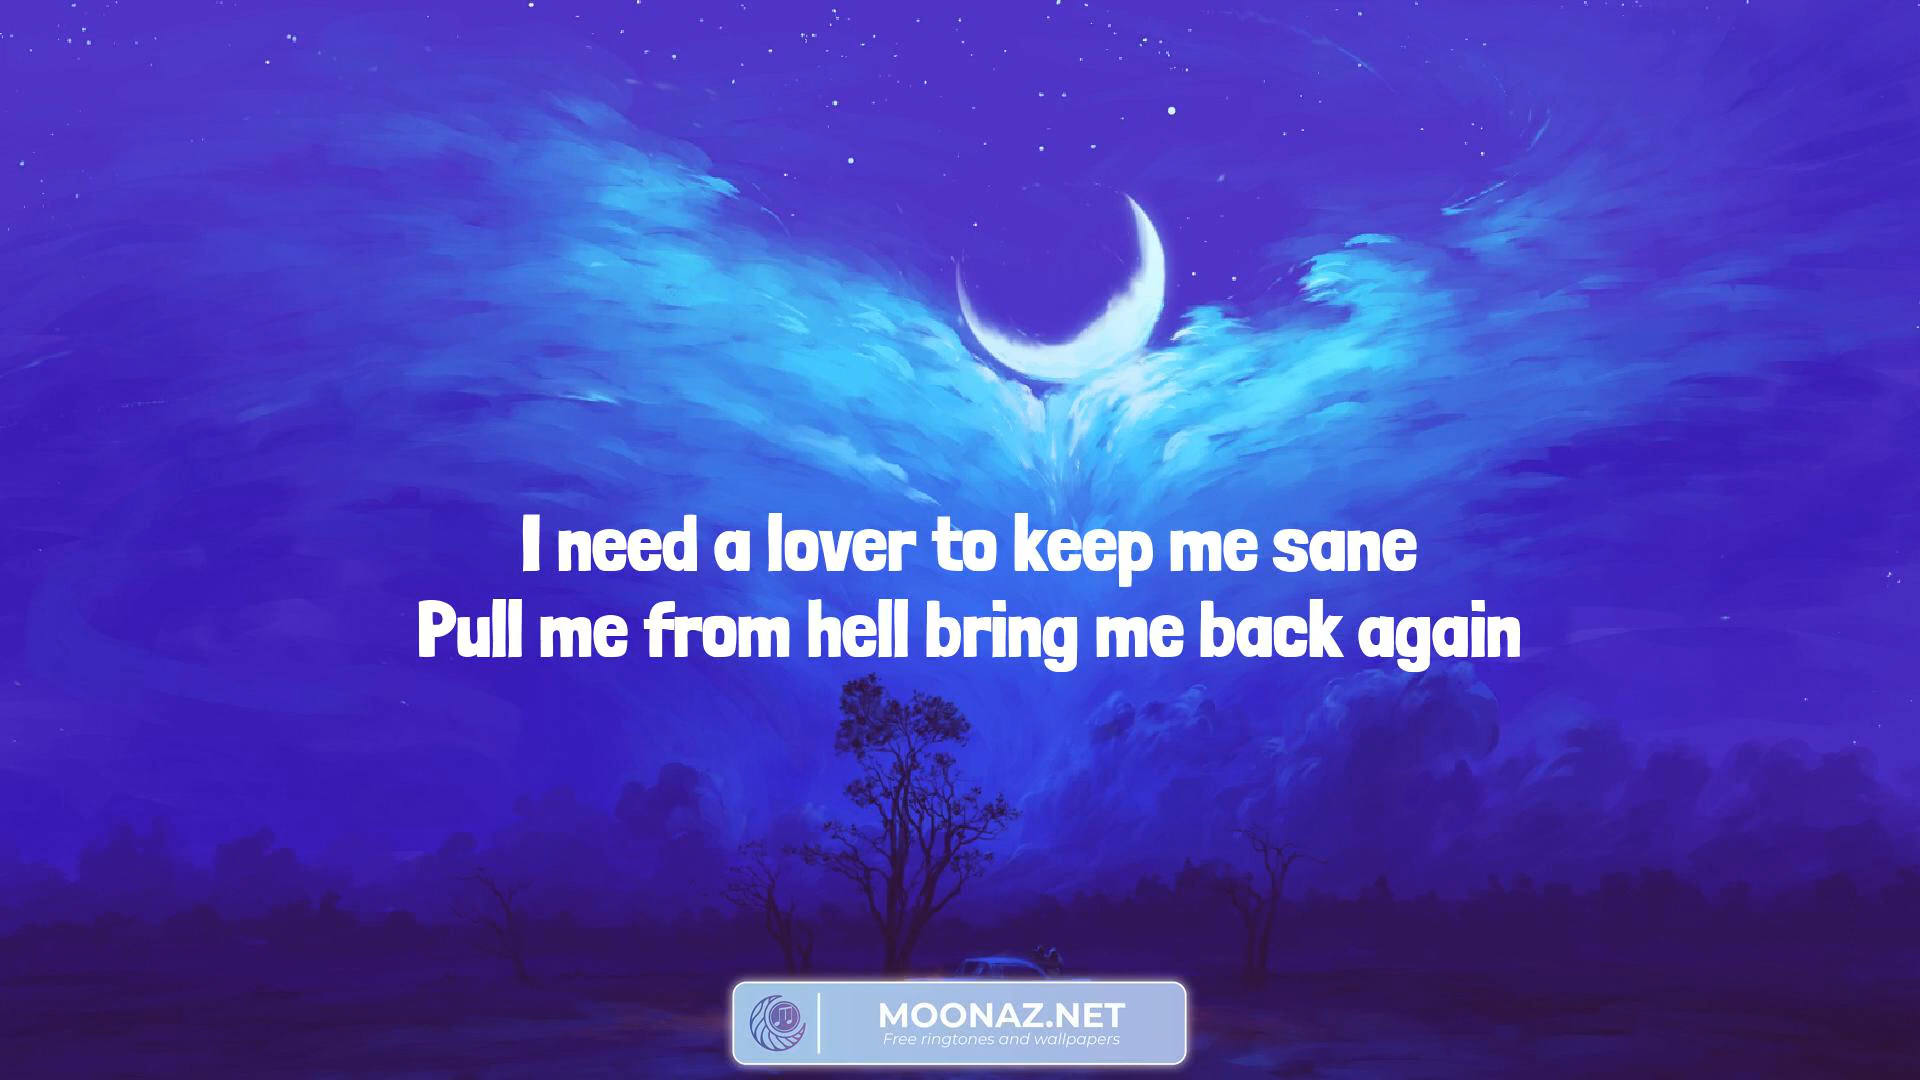 I need a lover to keep me sane
Pull me from hell bring me back again
MOONAZ.NET
Free ringtones and wallpapers